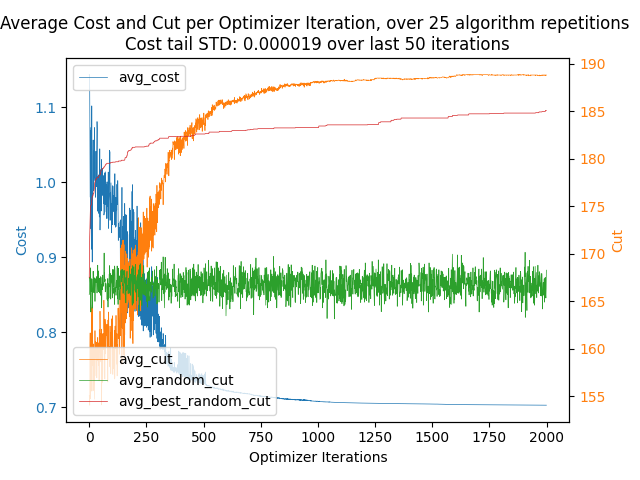 Average Cost and Cut per Optimizer Iteration, over 25 algorithm repetitions
Cost tail STD: 0.000019 over last 50 iterations
avg_cost
1.1
1.0
0.9
0.8
0.7
Cost
190
185
180
175
170
165
160
155
Cut
avg_cut
avg_random_cut
avg_best_random_cut
0
250
500
750
1000
1250
1500
1750
2000
Optimizer Iterations